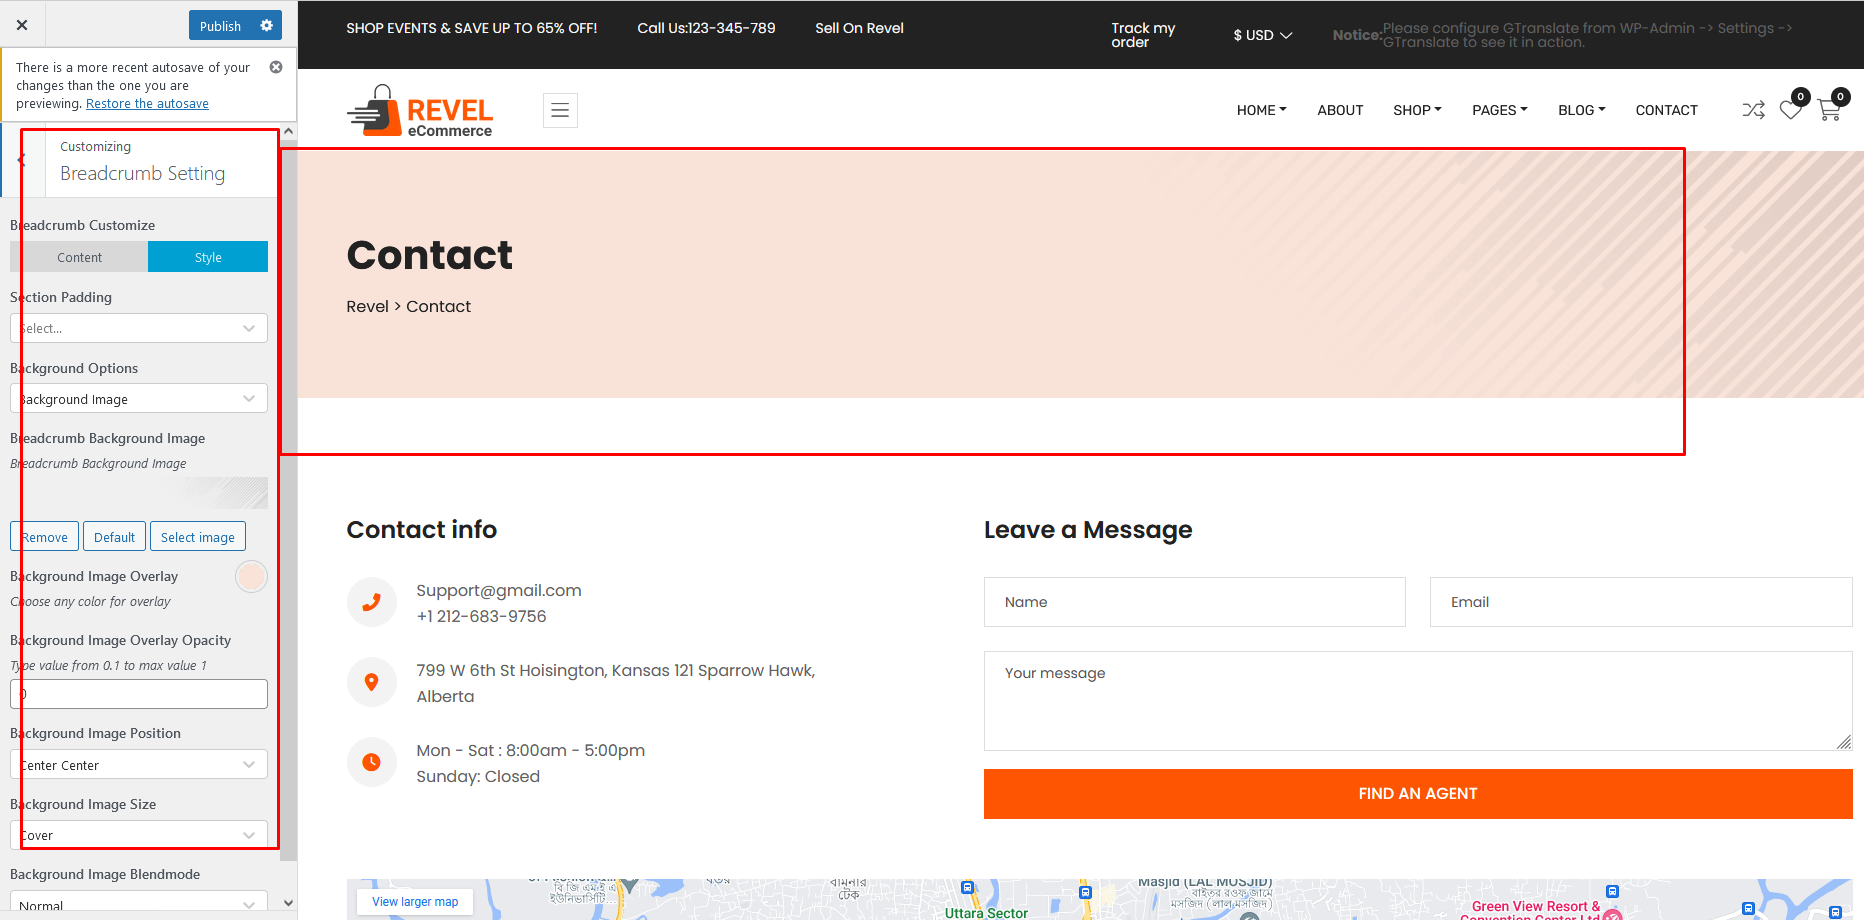 Publish
There is a more recent autosave of your
changes than the one you are
previewing. Restore the autosave
Customizing
Breadcrumb Setting
Breadcrumb Customize
Content
Style
Section Padding
Select...
Background Options
Background Image
Breadcrumb Background Image
Breadcrumb Background Image
Remove
Default
Select image
Background Image Overlay
Choose any color for overlay
Background Image Overlay Opacity
Type value from 0.1 to max value 1
0
Background Image Position
Center Center
Background Image Size
Cover
Background Image Blendmode
Normal
SHOP EVENTS & SAVE UP TO 65% OFF!
Call Us:123-345-789
Sell On Revel
Track my
order
$ USD
Notice:Please configure GTranslate from WP-Admin -> Settings ->
GTranslate to see it in action.
REVEL
eCommerce
HOME
ABOUT
SHOP
PAGES
BLOG
CONTACT
0
0
Contact
Revel > Contact
Contact info
Support@gmail.com
+1 212-683-9756
799 W 6th St Hoisington, Kansas 121 Sparrow Hawk,
Alberta
Mon - Sat : 8:00am - 5:00pm
Sunday: Closed
Leave a Message
Name
Email
Your message
FIND AN AGENT
View larger map
টেক
Masjid (LAL MOSJID)
মসজিদ (লাল মসজিদ)
Uttara Sector
Green View Resort &
Convention Center Ltd